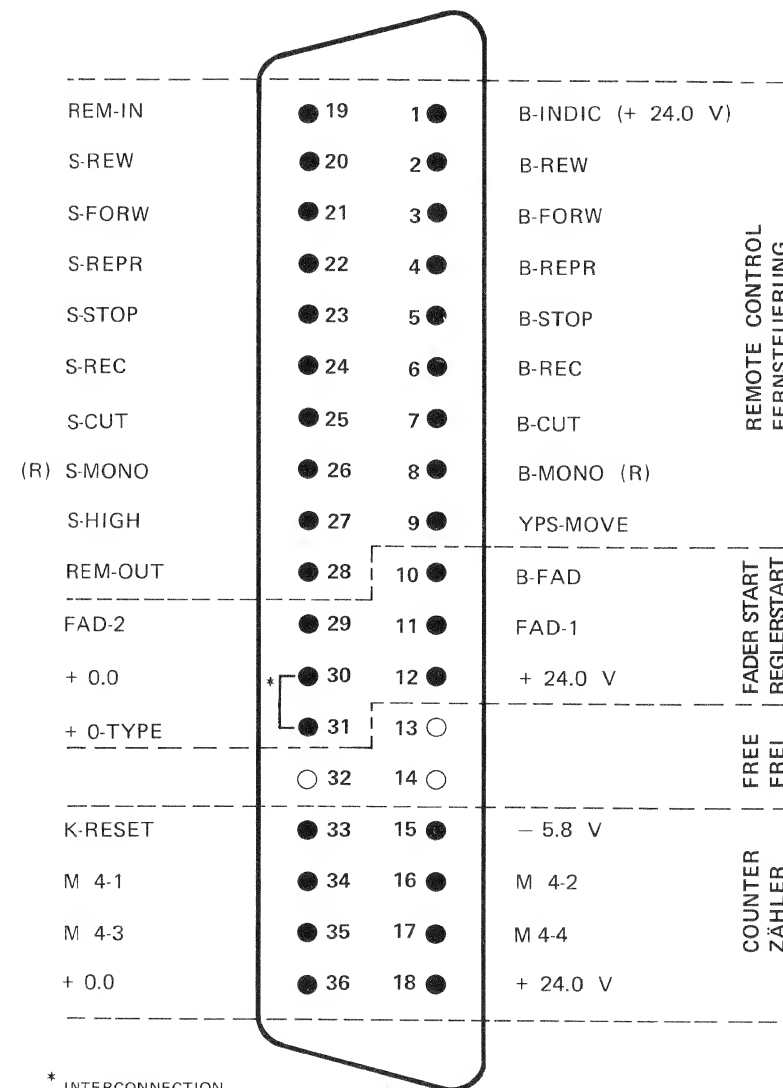 REM-IN 19 1 B-INDIC (+ 24.0 V)
S-REW 20 2 B-REW
S-FORW 21 3 B-FORW
S-REPR 22 4 B-REPR
S-STOP 23 5 B-STOP
S-REC 24 6 B-REC
S-CUT 25 7 B-CUT
(R) S-MONO 26 8 B-MONO (R)
S-HIGH 27 9 YPS-MOVE
REMOTE CONTROL
FERNSTEUERUNG
REM-OUT 28 10 B-FAD
FAD-2 29 11 FAD-1
+ 0.0 * 30 12 + 24.0 V
FADER START
REGLERSTART
+ 0-TYPE 31 13
32 14
FREE
FREI
K-RESET 33 15 – 5.8 V
M 4-1 34 16 M 4-2
M 4-3 35 17 M 4-4
+ 0.0 36 18 + 24.0 V
COUNTER
ZÄHLER
* INTERCONNECTION